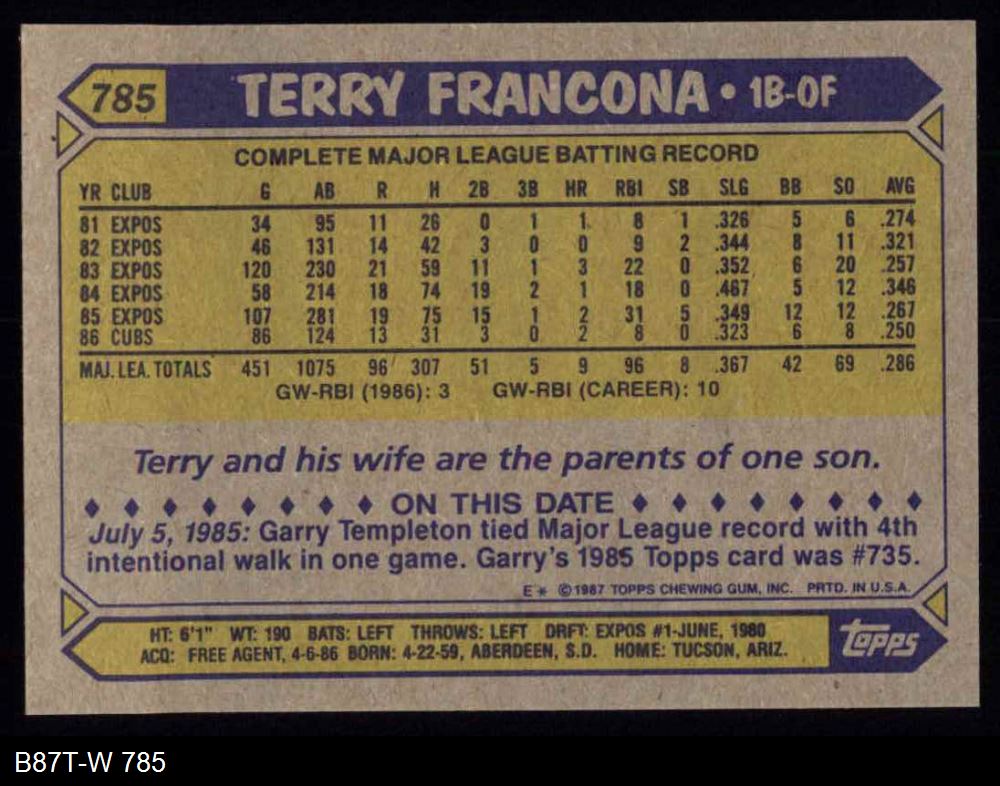 785 TERRY FRANCONA • 1B-OF
COMPLETE MAJOR LEAGUE BATTING RECORD
YR CLUB G AB R H 2B 3B HR RBI SB SLG BB SO AVG
81 EXPOS 34 95 11 26 0 1 1 8 1 .326 5 6 .274
82 EXPOS 46 131 14 42 3 0 0 9 2 .344 8 11 .321
83 EXPOS 120 230 21 59 11 1 3 22 0 .352 6 20 .257
84 EXPOS 58 214 18 74 19 2 1 18 0 .467 5 12 .346
85 EXPOS 107 281 19 75 15 1 2 31 5 .349 12 12 .267
86 CUBS 86 124 13 31 3 0 2 8 0 .323 6 8 .250
MAJ. LEA. TOTALS 451 1075 96 307 51 5 9 96 8 .367 42 69 .286
GW-RBI (1986): 3 GW-RBI (CAREER): 10
Terry and his wife are the parents of one son.
ON THIS DATE
July 5, 1985: Garry Templeton tied Major League record with 4th
intentional walk in one game. Garry's 1985 Topps card was #735.
E* ©1987 TOPPS CHEWING GUM, INC. PRTD. IN U.S.A.
HT: 6'1" WT: 190 BATS: LEFT THROWS: LEFT DRFT: EXPOS #1-JUNE, 1980
ACQ: FREE AGENT, 4-6-86 BORN: 4-22-59, ABERDEEN, S.D. HOME: TUCSON, ARIZ.
Topps
B87T-W 785